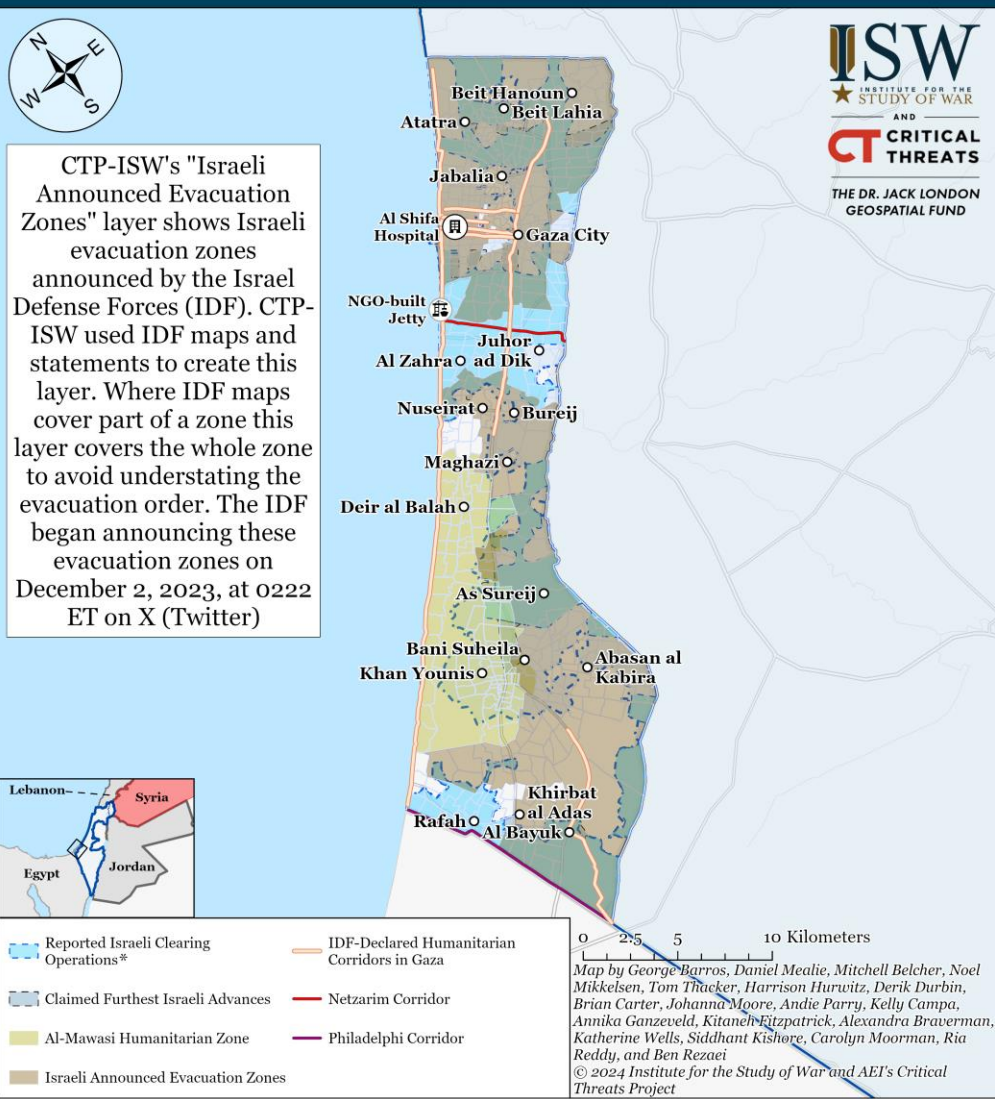 N
E
W
S
ISW
INSTITUTE FOR THE
STUDY OF WAR
AND
CT CRITICAL
THREATS
THE DR. JACK LONDON
GEOSPATIAL FUND
CTP-ISW's "Israeli
Announced Evacuation
Zones" layer shows Israeli
evacuation zones
announced by the Israel
Defense Forces (IDF). CTP-
ISW used IDF maps and
statements to create this
layer. Where IDF maps
cover part of a zone this
layer covers the whole zone
to avoid understating the
evacuation order. The IDF
began announcing these
evacuation zones on
December 2, 2023, at 0222
ET on X (Twitter)
Beit Hanoun
Beit Lahia
Atatra
Jabalia
Al Shifa
Hospital
Gaza City
NGO-built
Jetty
Juhor
ad Dik
Al Zahra
Nuseirat
Bureij
Maghazi
Deir al Balah
As Sureij
Bani Suheila
Khan Younis
Abasan al
Kabira
Khirbat
al Adas
Rafah
Al Bayuk
Lebanon
Syria
Egypt
Jordan
Reported Israeli Clearing
Operations*
Claimed Furthest Israeli Advances
Al-Mawasi Humanitarian Zone
Israeli Announced Evacuation Zones
IDF-Declared Humanitarian
Corridors in Gaza
Netzarim Corridor
Philadelphi Corridor
0 2.5 5 10 Kilometers
Map by George Barros, Daniel Mealie, Mitchell Belcher, Noel
Mikkelsen, Tom Thacker, Harrison Hurwitz, Derik Durbin,
Brian Carter, Johanna Moore, Andie Parry, Kelly Campa,
Annika Ganzeveld, Kitaneh Fitzpatrick, Alexandra Braverman,
Katherine Wells, Siddhant Kishore, Carolyn Moorman, Ria
Reddy, and Ben Rezaei
© 2024 Institute for the Study of War and AEI's Critical
Threats Project